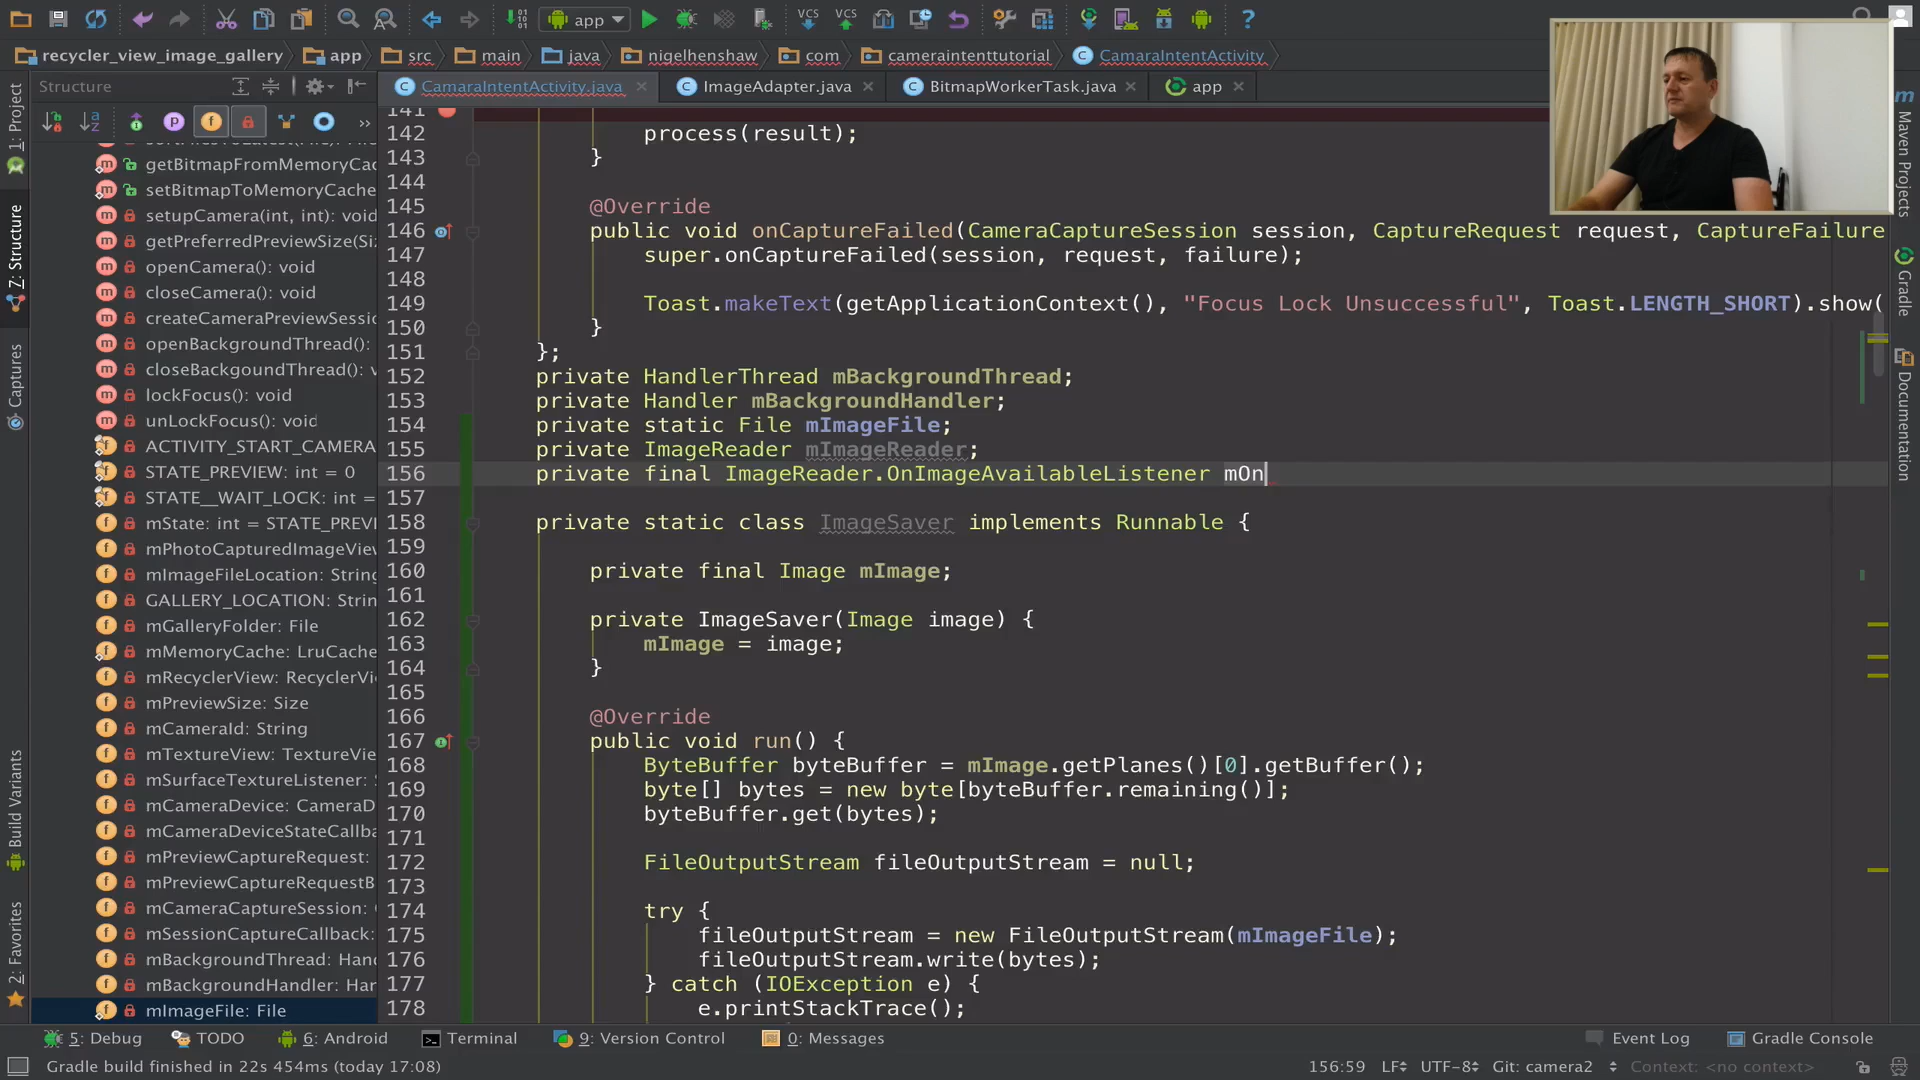 app
recycler_view_image_gallery app src main java nigelhenshaw com cameraintenttutorial CamaraIntentActivity
Structure
CamaraIntentActivity.java ImageAdapter.java BitmapWorkerTask.java app
1: Project
7: Structure
Captures
Build Variants
2: Favorites
getBitmapFromMemoryCac
setBitmapToMemoryCache
setupCamera(int, int): void
getPreferredPreviewSize(Siz
openCamera(): void
closeCamera(): void
createCameraPreviewSessi
openBackgroundThread():
closeBackgoundThread(): v
lockFocus(): void
unLockFocus(): void
ACTIVITY_START_CAMERA
STATE_PREVIEW: int = 0
STATE__WAIT_LOCK: int =
mState: int = STATE_PREVI
mPhotoCapturedImageView
mImageFileLocation: String
GALLERY_LOCATION: Strin
mGalleryFolder: File
mMemoryCache: LruCache
mRecyclerView: RecyclerVi
mPreviewSize: Size
mCameraId: String
mTextureView: TextureVie
mSurfaceTextureListener: S
mCameraDevice: CameraD
mCameraDeviceStateCallba
mPreviewCaptureRequest:
mPreviewCaptureRequestB
mCameraCaptureSession: C
mSessionCaptureCallback:
mBackgroundThread: Hand
mBackgroundHandler: Han
mImageFile: File
141
142 process(result);
143 }
144
145 @Override
146 public void onCaptureFailed(CameraCaptureSession session, CaptureRequest request, CaptureFailure
147 super.onCaptureFailed(session, request, failure);
148
149 Toast.makeText(getApplicationContext(), "Focus Lock Unsuccessful", Toast.LENGTH_SHORT).show(
150 }
151 };
152 private HandlerThread mBackgroundThread;
153 private Handler mBackgroundHandler;
154 private static File mImageFile;
155 private ImageReader mImageReader;
156 private final ImageReader.OnImageAvailableListener mOn
157
158 private static class ImageSaver implements Runnable {
159
160 private final Image mImage;
161
162 private ImageSaver(Image image) {
163 mImage = image;
164 }
165
166 @Override
167 public void run() {
168 ByteBuffer byteBuffer = mImage.getPlanes()[0].getBuffer();
169 byte[] bytes = new byte[byteBuffer.remaining()];
170 byteBuffer.get(bytes);
171
172 FileOutputStream fileOutputStream = null;
173
174 try {
175 fileOutputStream = new FileOutputStream(mImageFile);
176 fileOutputStream.write(bytes);
177 } catch (IOException e) {
178 e.printStackTrace();
Maven Projects
Gradle
Documentation
5: Debug TODO 6: Android Terminal 9: Version Control 0: Messages Event Log Gradle Console
Gradle build finished in 22s 454ms (today 17:08) 156:59 LF UTF-8 Git: camera2 Context: <no context>